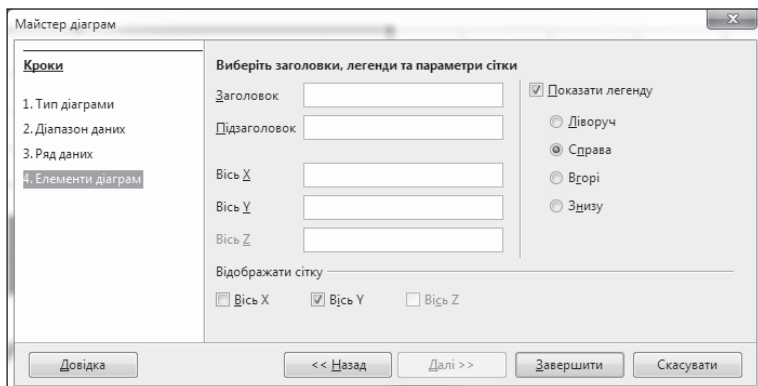 Майстер діаграм
Кроки
1. Тип діаграми
2. Діапазон даних
3. Ряд даних
4. Елементи діаграм
Виберіть заголовки, легенди та параметри сітки
Заголовок
Підзаголовок
Вісь X
Вісь Y
Вісь Z
Показати легенду
Ліворуч
Справа
Вгорі
Знизу
Відображати сітку
Вісь X Вісь Y Вісь Z
Довідка << Назад Далі >> Завершити Скасувати